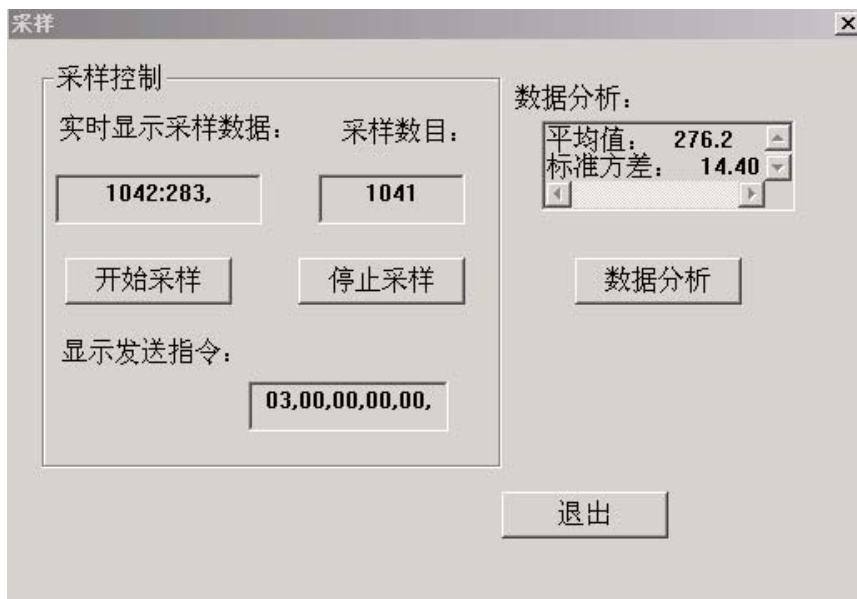 采样
采样控制
实时显示采样数据：
采样数目：
1042:283,
1041
开始采样
停止采样
显示发送指令：
03,00,00,00,00,
数据分析：
平均值： 276.2
标准方差： 14.40
数据分析
退出